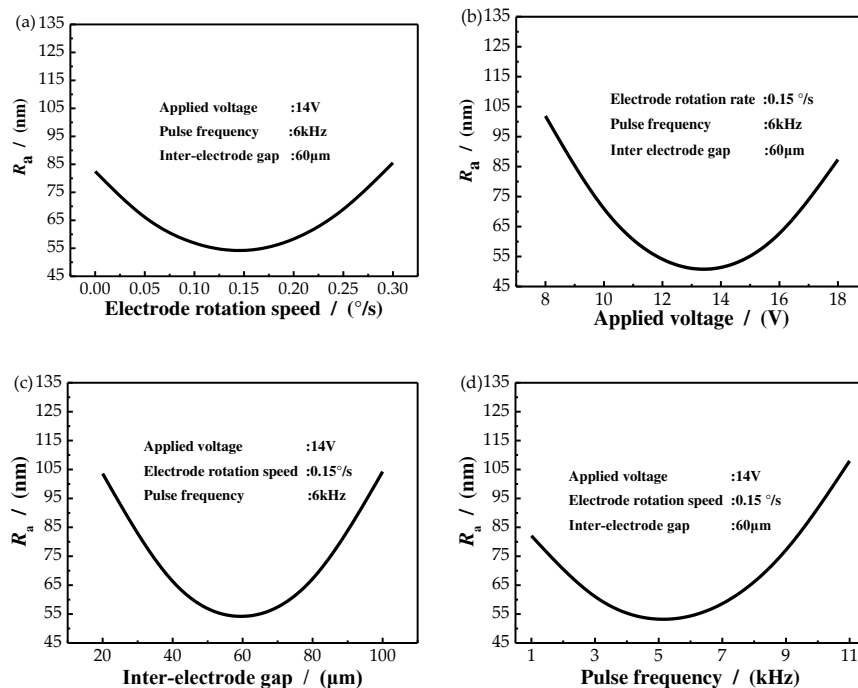 (a)
135
125
115
105
95
85
75
65
55
45
Ra / (nm)
Applied voltage :14V
Pulse frequency :6kHz
Inter-electrode gap :60μm
0.00 0.05 0.10 0.15 0.20 0.25 0.30
Electrode rotation speed / (°/s)
(b)
135
125
115
105
95
85
75
65
55
45
Ra / (nm)
Electrode rotation rate :0.15 °/s
Pulse frequency :6kHz
Inter electrode gap :60μm
8 10 12 14 16 18
Applied voltage / (V)
(c)
135
125
115
105
95
85
75
65
55
45
Ra / (nm)
Applied voltage :14V
Electrode rotation speed :0.15°/s
Pulse frequency :6kHz
20 40 60 80 100
Inter-electrode gap / (μm)
(d)
135
125
115
105
95
85
75
65
55
45
Ra / (nm)
Applied voltage :14V
Electrode rotation speed :0.15 °/s
Inter-electrode gap :60μm
1 3 5 7 9 11
Pulse frequency / (kHz)